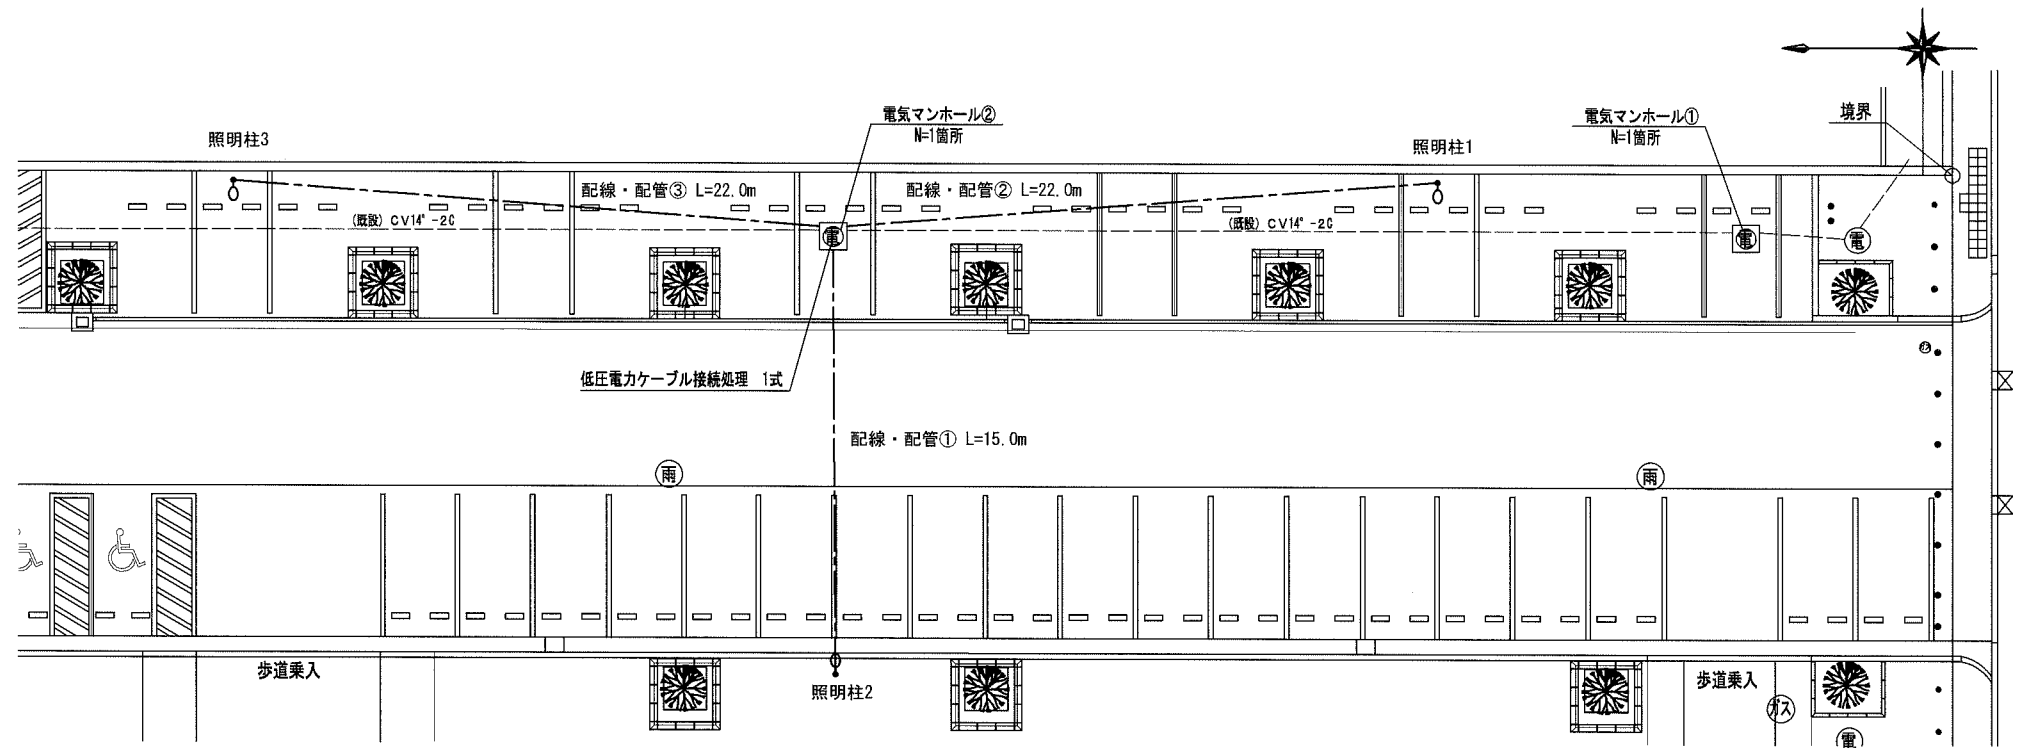 電気マンホール②
N=1箇所
電気マンホール①
N=1箇所
境界
照明柱3
照明柱1
配線・配管③ L=22.0m
配線・配管② L=22.0m
(既設) CV14°-2C
(既設) CV14°-2C
電
電
電
低圧電力ケーブル接続処理 1式
配線・配管① L=15.0m
雨
雨
歩道乗入
照明柱2
歩道乗入
ガス
電